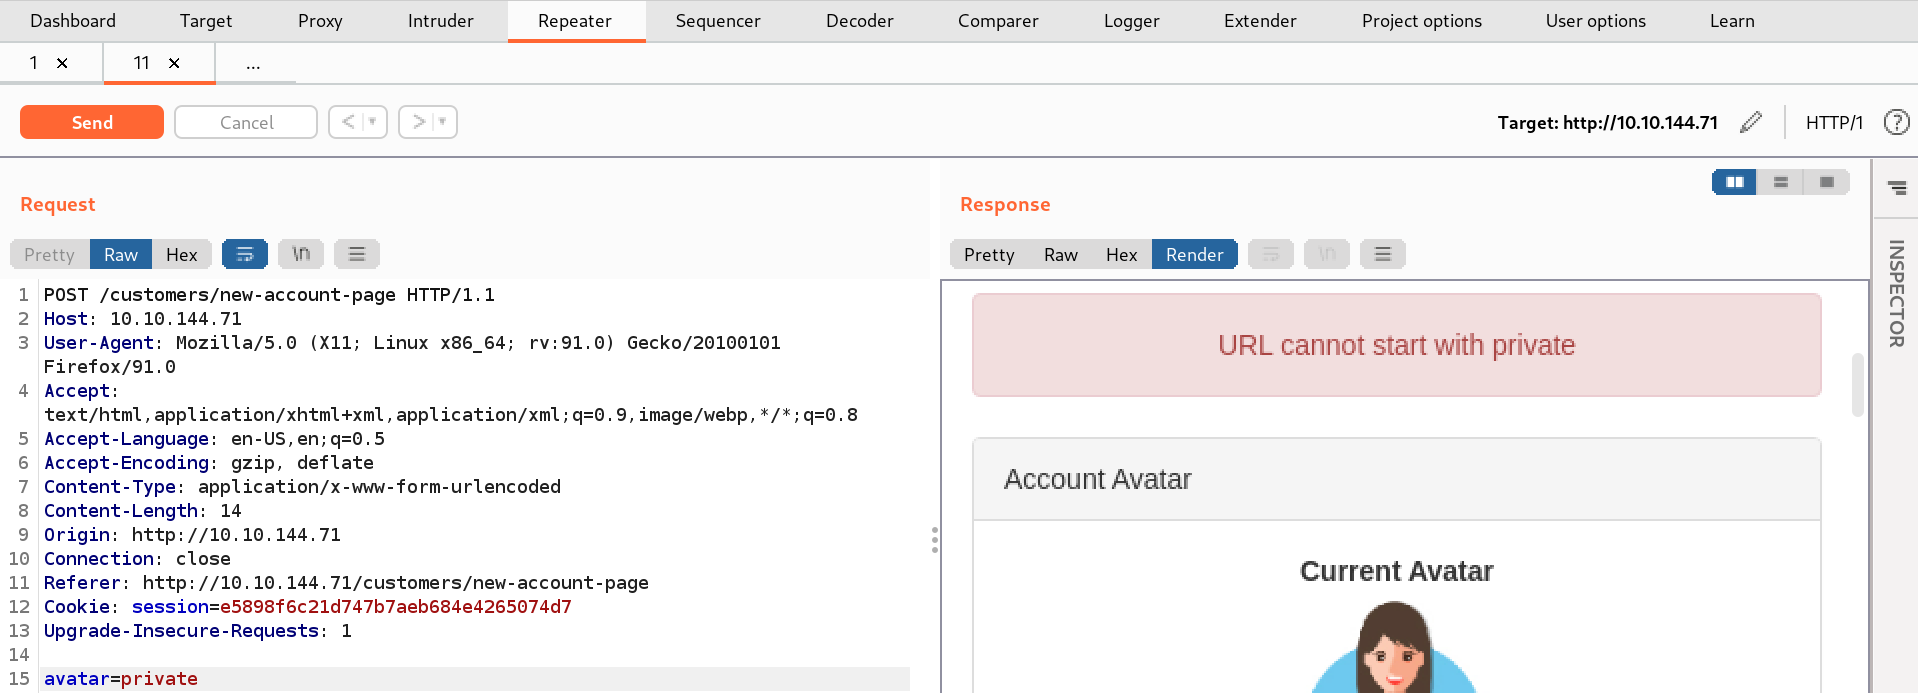 Dashboard Target Proxy Intruder Repeater Sequencer Decoder Comparer Logger Extender Project options User options Learn
1 × 11 × ...
Send Cancel < > Target: http://10.10.144.71 HTTP/1 ?
Request
Pretty Raw Hex \n
1 POST /customers/new-account-page HTTP/1.1
2 Host: 10.10.144.71
3 User-Agent: Mozilla/5.0 (X11; Linux x86_64; rv:91.0) Gecko/20100101
Firefox/91.0
4 Accept:
text/html,application/xhtml+xml,application/xml;q=0.9,image/webp,*/*;q=0.8
5 Accept-Language: en-US,en;q=0.5
6 Accept-Encoding: gzip, deflate
7 Content-Type: application/x-www-form-urlencoded
8 Content-Length: 14
9 Origin: http://10.10.144.71
10 Connection: close
11 Referer: http://10.10.144.71/customers/new-account-page
12 Cookie: session=e5898f6c21d747b7aeb684e4265074d7
13 Upgrade-Insecure-Requests: 1
14
15 avatar=private
Response
Pretty Raw Hex Render \n
URL cannot start with private
Account Avatar
Current Avatar
INSPECTOR